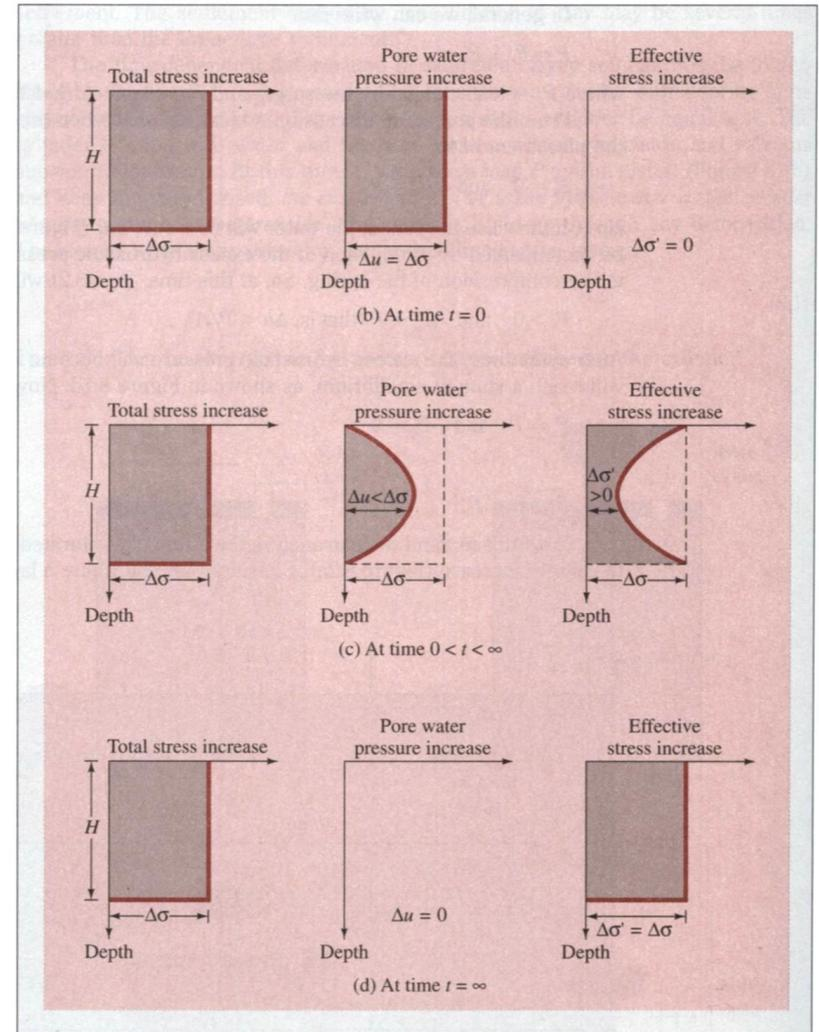 Pore water Effective
Total stress increase pressure increase stress increase
H
Δσ Δu = Δσ Δσ' = 0
Depth Depth Depth
(b) At time t = 0
Pore water Effective
Total stress increase pressure increase stress increase
Δσ'
H Δu<Δσ >0
Δσ Δσ Δσ
Depth Depth Depth
(c) At time 0 < t < ∞
Pore water Effective
Total stress increase pressure increase stress increase
H
Δσ Δu = 0 Δσ' = Δσ
Depth Depth Depth
(d) At time t = ∞